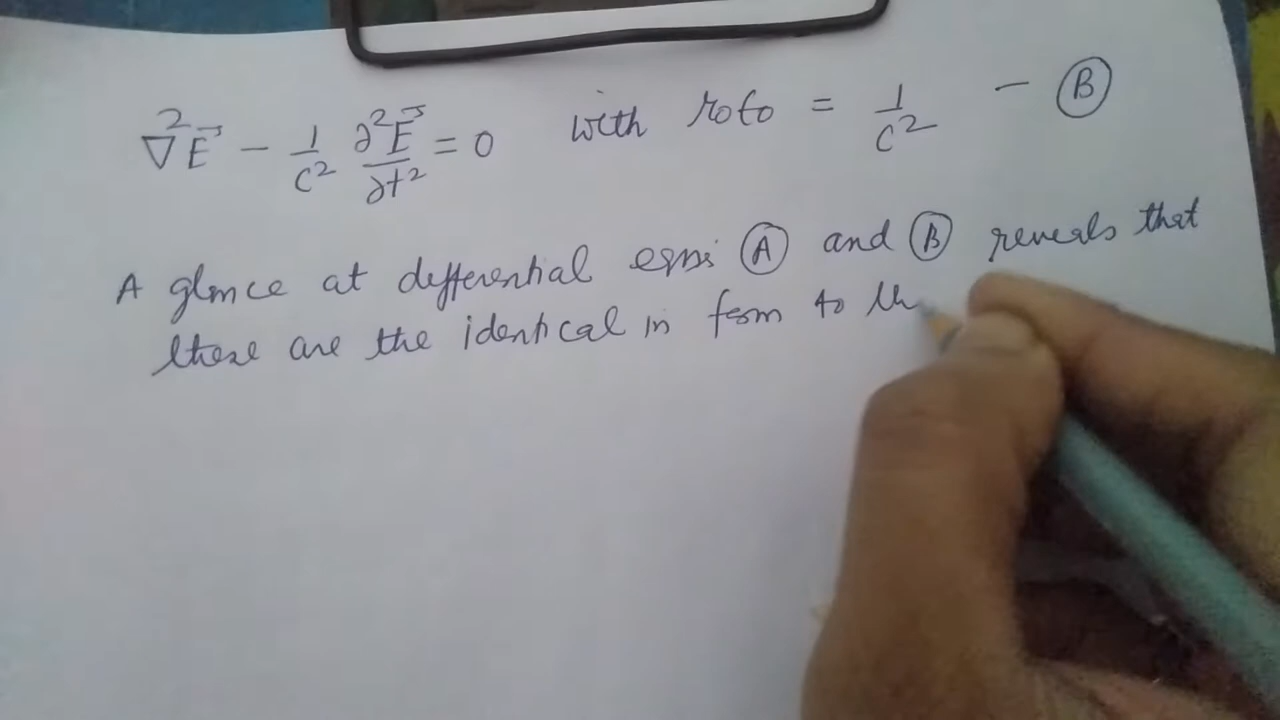 ∇²E⃗ − 1/c² ∂²E⃗/∂t² = 0 with μ₀ε₀ = 1/c² − Ⓑ
A glance at differential eqns Ⓐ and Ⓑ reveals that
these are the identical in form to the